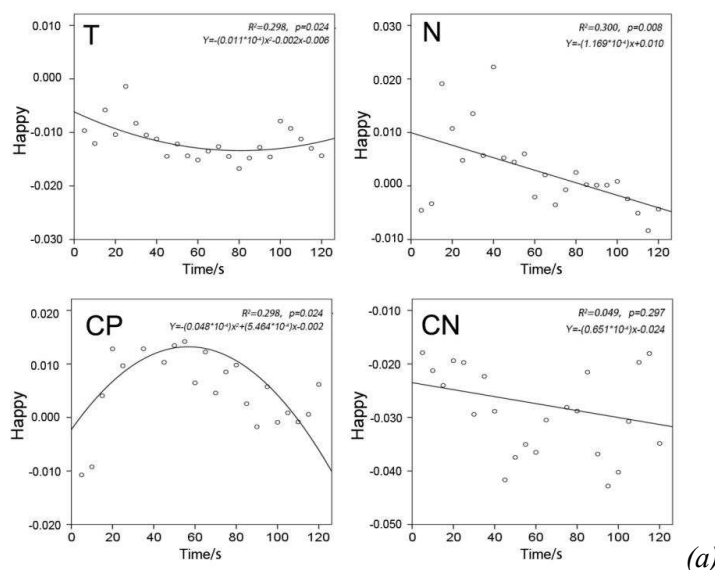 T
R²=0.298, p=0.024
Y=-(0.011*10⁻⁴)x²-0.002x-0.006
0.010
0.000
-0.010
-0.020
-0.030
Happy
0 20 40 60 80 100 120
Time/s
N
R²=0.300, p=0.008
Y=-(1.169*10⁻⁴)x+0.010
0.030
0.020
0.010
0.000
-0.010
Happy
0 20 40 60 80 100 120
Time/s
CP
R²=0.298, p=0.024
Y=-(0.048*10⁻⁴)x²+(5.464*10⁻⁴)x-0.002
0.020
0.010
0.000
-0.010
-0.020
Happy
0 20 40 60 80 100 120
Time/s
CN
R²=0.049, p=0.297
Y=-(0.651*10⁻⁴)x-0.024
-0.010
-0.020
-0.030
-0.040
-0.050
Happy
0 20 40 60 80 100 120
Time/s
(a)